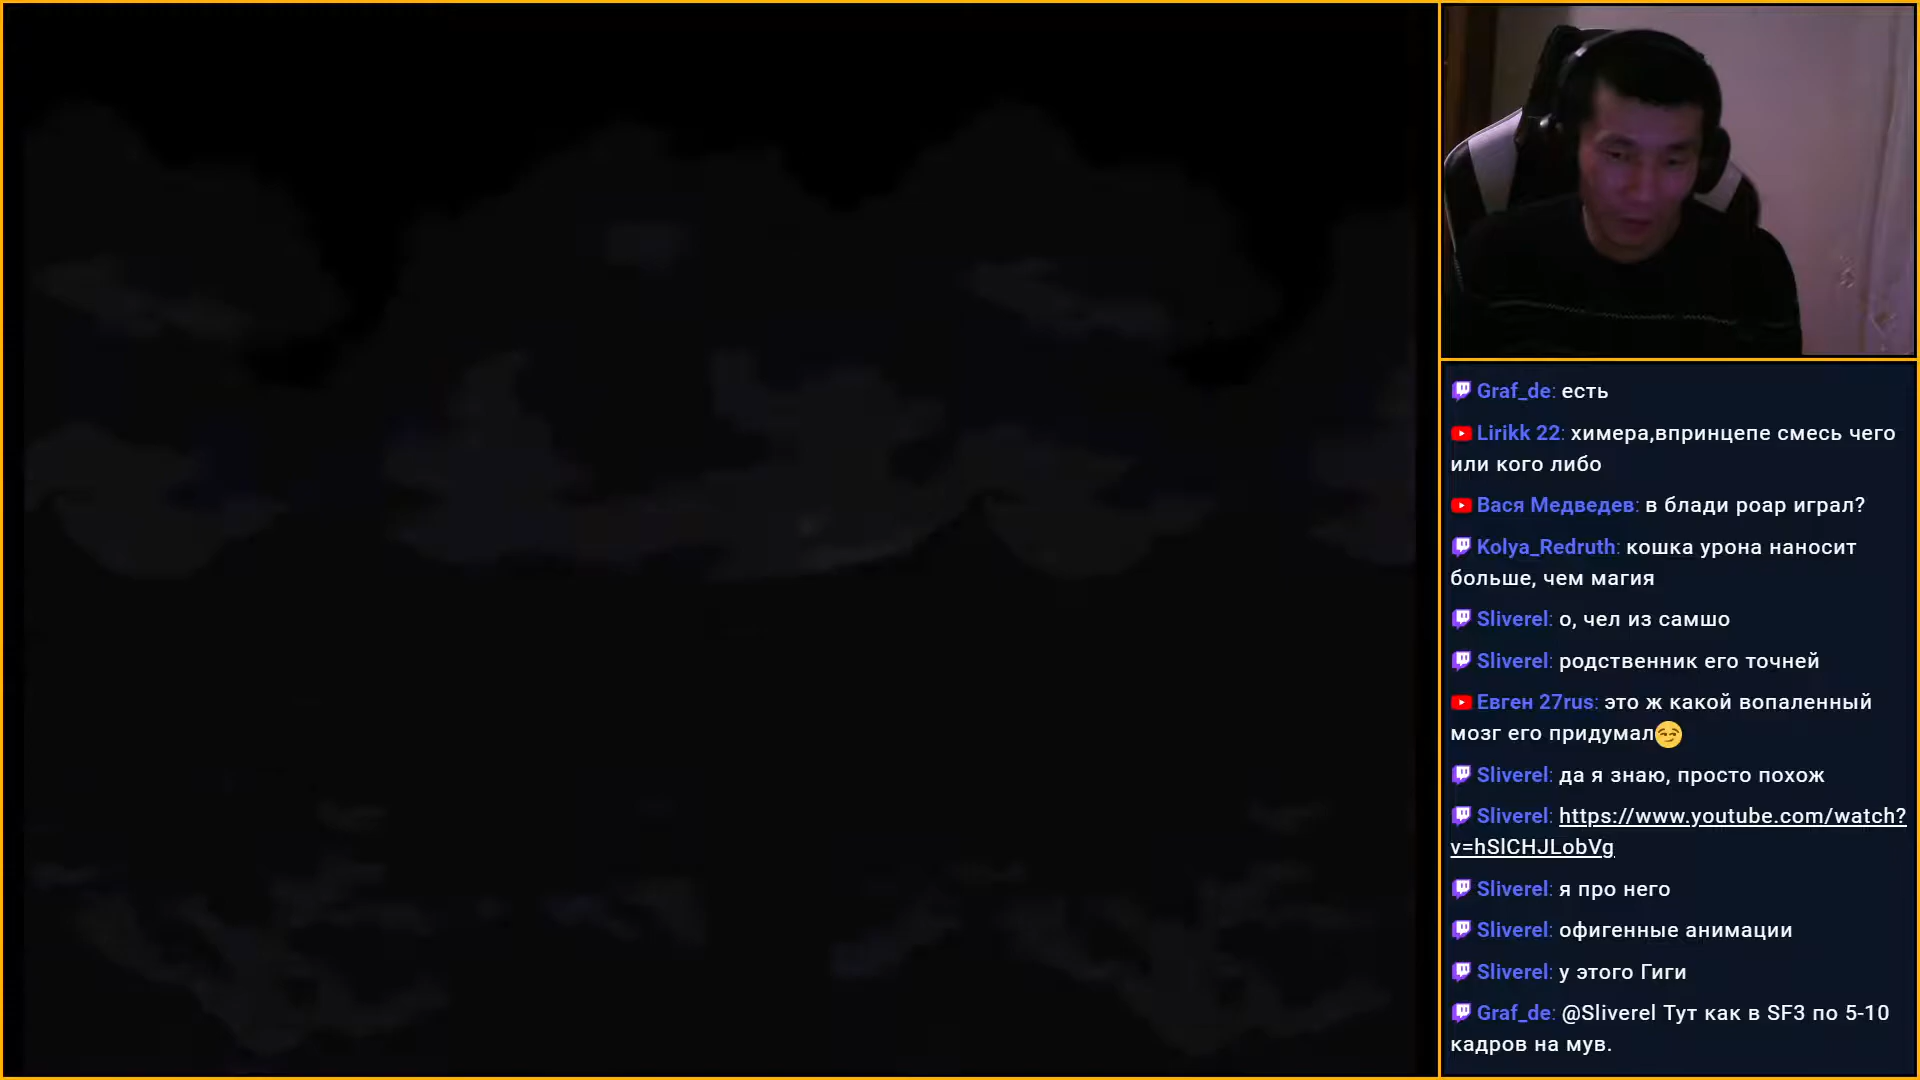 Graf_de: есть
Lirikk 22: химера,впринцепе смесь чего
или кого либо
Вася Медведев: в блади роар играл?
Kolya_Redruth: кошка урона наносит
больше, чем магия
Sliverel: о, чел из самшо
Sliverel: родственник его точней
Евген 27rus: это ж какой вопаленный
мозг его придумал😏
Sliverel: да я знаю, просто похож
Sliverel: https://www.youtube.com/watch?
v=hSlCHJLobVg
Sliverel: я про него
Sliverel: офигенные анимации
Sliverel: у этого Гиги
Graf_de: @Sliverel Тут как в SF3 по 5-10
кадров на мув.